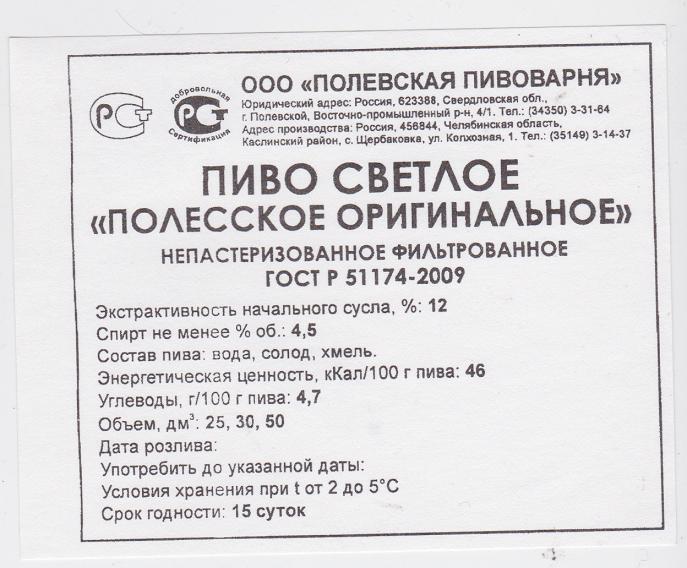 РСТ
добровольная
РСТ
Сертификация
ООО «ПОЛЕВСКАЯ ПИВОВАРНЯ»
Юридический адрес: Россия, 623388, Свердловская обл.,
г. Полевской, Восточно-промышленный р-н, 4/1. Тел.: (34350) 3-31-64
Адрес производства: Россия, 456844, Челябинская область,
Каслинский район, с. Щербаковка, ул. Колхозная, 1. Тел.: (35149) 3-14-37
ПИВО СВЕТЛОЕ
«ПОЛЕССКОЕ ОРИГИНАЛЬНОЕ»
НЕПАСТЕРИЗОВАННОЕ ФИЛЬТРОВАННОЕ
ГОСТ Р 51174-2009
Экстрактивность начального сусла, %: 12
Спирт не менее % об.: 4,5
Состав пива: вода, солод, хмель.
Энергетическая ценность, кКал/100 г пива: 46
Углеводы, г/100 г пива: 4,7
Объем, дм³: 25, 30, 50
Дата розлива:
Употребить до указанной даты:
Условия хранения при t от 2 до 5°С
Срок годности: 15 суток